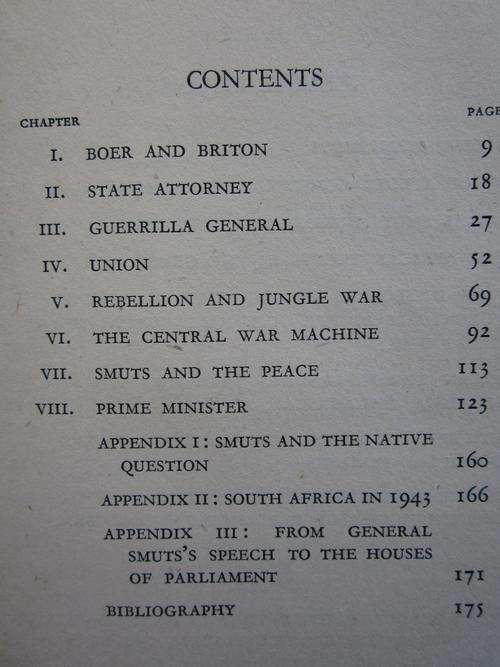 CONTENTS
CHAPTER PAGE
I. BOER AND BRITON 9
II. STATE ATTORNEY 18
III. GUERRILLA GENERAL 27
IV. UNION 52
V. REBELLION AND JUNGLE WAR 69
VI. THE CENTRAL WAR MACHINE 92
VII. SMUTS AND THE PEACE 113
VIII. PRIME MINISTER 123
APPENDIX I: SMUTS AND THE NATIVE
QUESTION 160
APPENDIX II: SOUTH AFRICA IN 1943 166
APPENDIX III: FROM GENERAL
SMUTS'S SPEECH TO THE HOUSES
OF PARLIAMENT 171
BIBLIOGRAPHY 175